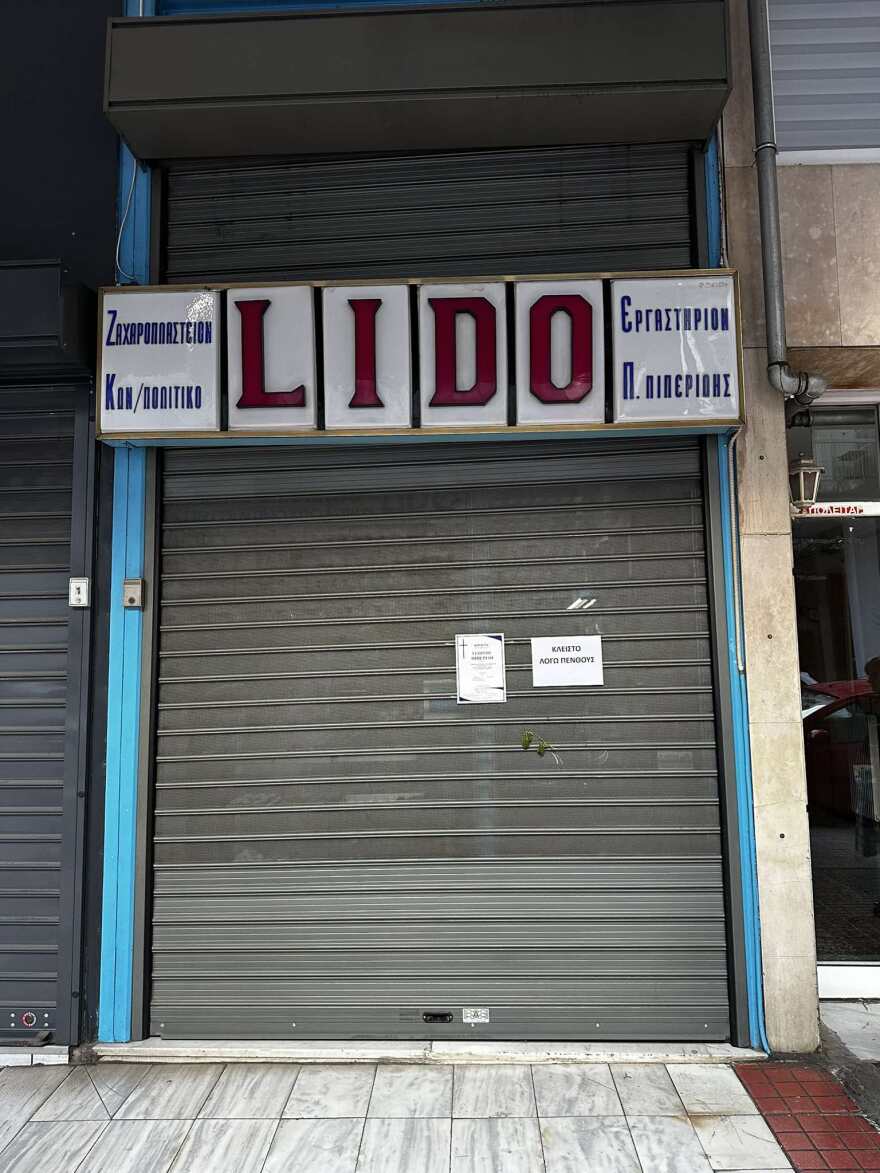 ΖΑΧΑΡΟΠΛΑΣΤΕΙΟΝ
ΚΩΝ/ΠΟΛΙΤΙΚΟ
LIDO
ΕΡΓΑΣΤΗΡΙΟΝ
Π. ΠΙΠΕΡΙΔΗΣ
ΚΛΕΙΣΤΟ
ΛΟΓΩ ΠΕΝΘΟΥΣ